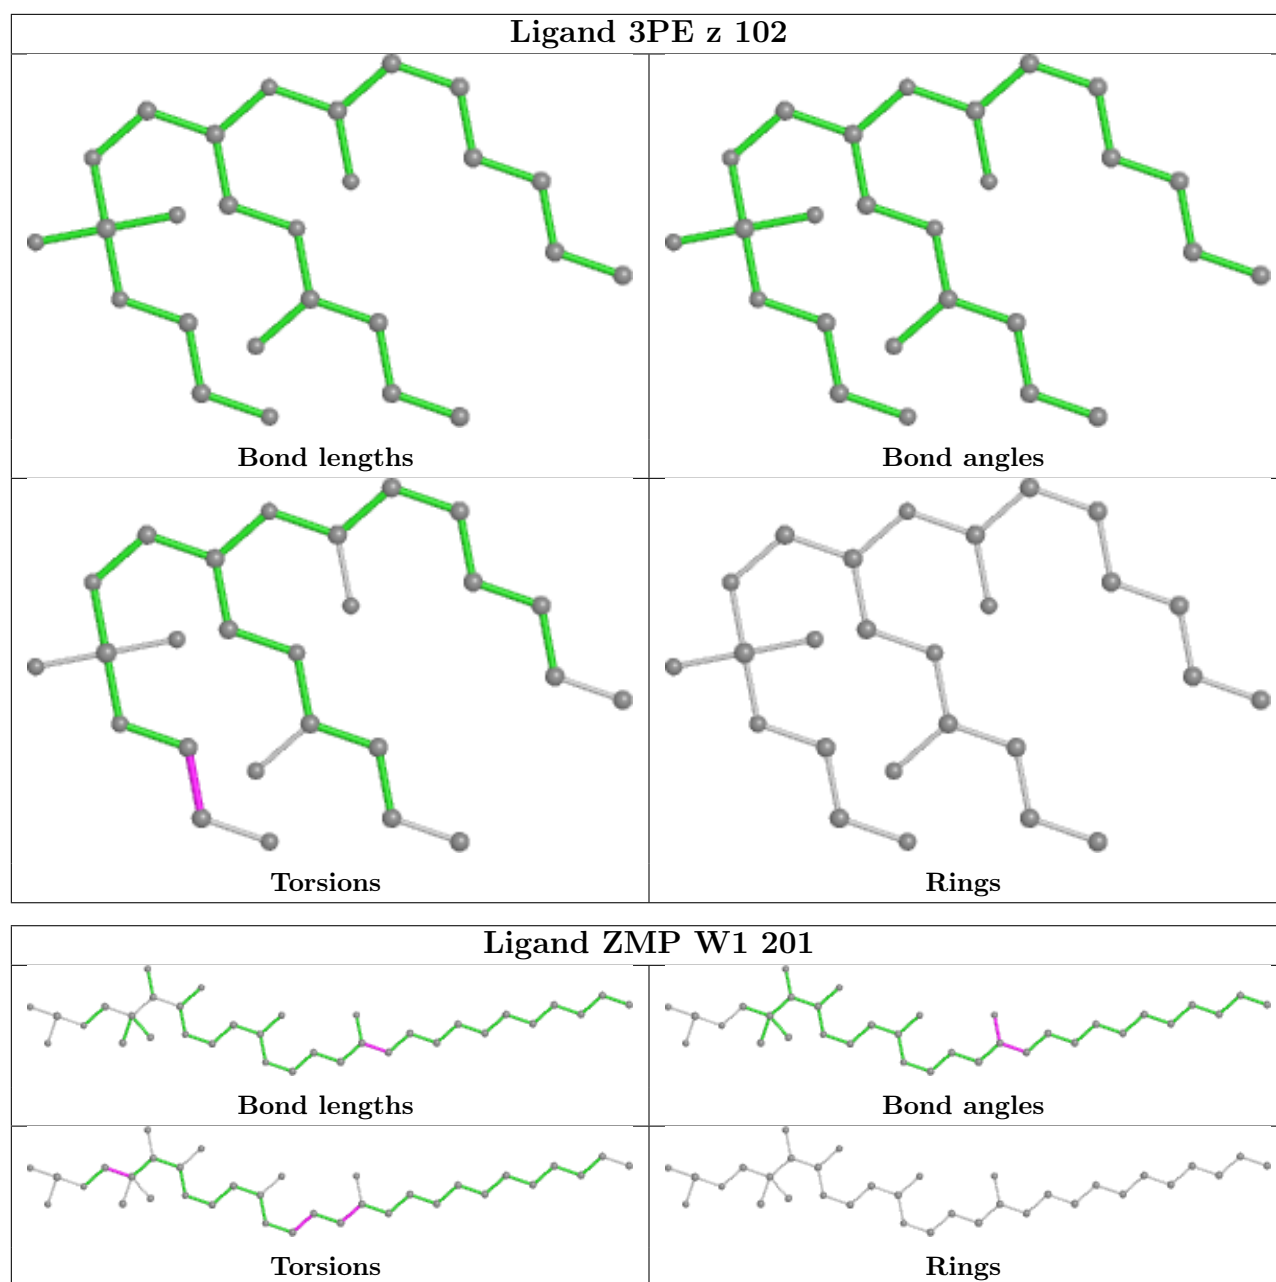 Ligand 3PE z 102
Bond lengths
Bond angles
Torsions
Rings
Ligand ZMP W1 201
Bond lengths
Bond angles
Torsions
Rings